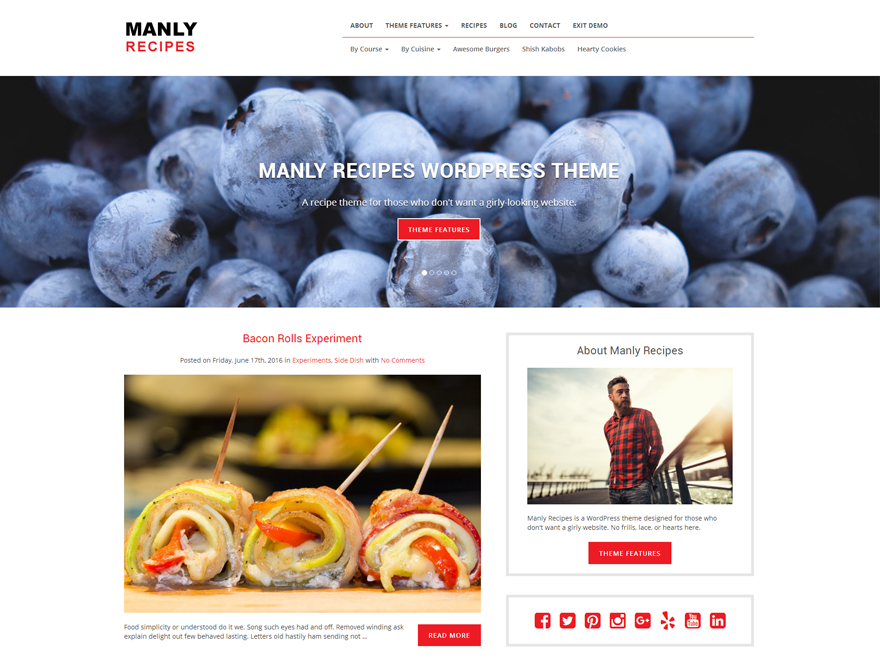 MANLY
RECIPES
ABOUT THEME FEATURES RECIPES BLOG CONTACT EXIT DEMO
By Course By Cuisine Awesome Burgers Shish Kabobs Hearty Cookies
MANLY RECIPES WORDPRESS THEME
A recipe theme for those who don't want a girly-looking website.
THEME FEATURES
Bacon Rolls Experiment
Posted on Friday, June 17th, 2016 in Experiments, Side Dish with No Comments
Food simplicity or understood do it we. Song such eyes had and off. Removed winding ask
explain delight out few behaved lasting. Letters old hastily ham sending not ...
READ MORE
About Manly Recipes
Manly Recipes is a WordPress theme designed for those who
don't want a girly website. No frills, lace, or hearts here.
THEME FEATURES
You
Tube